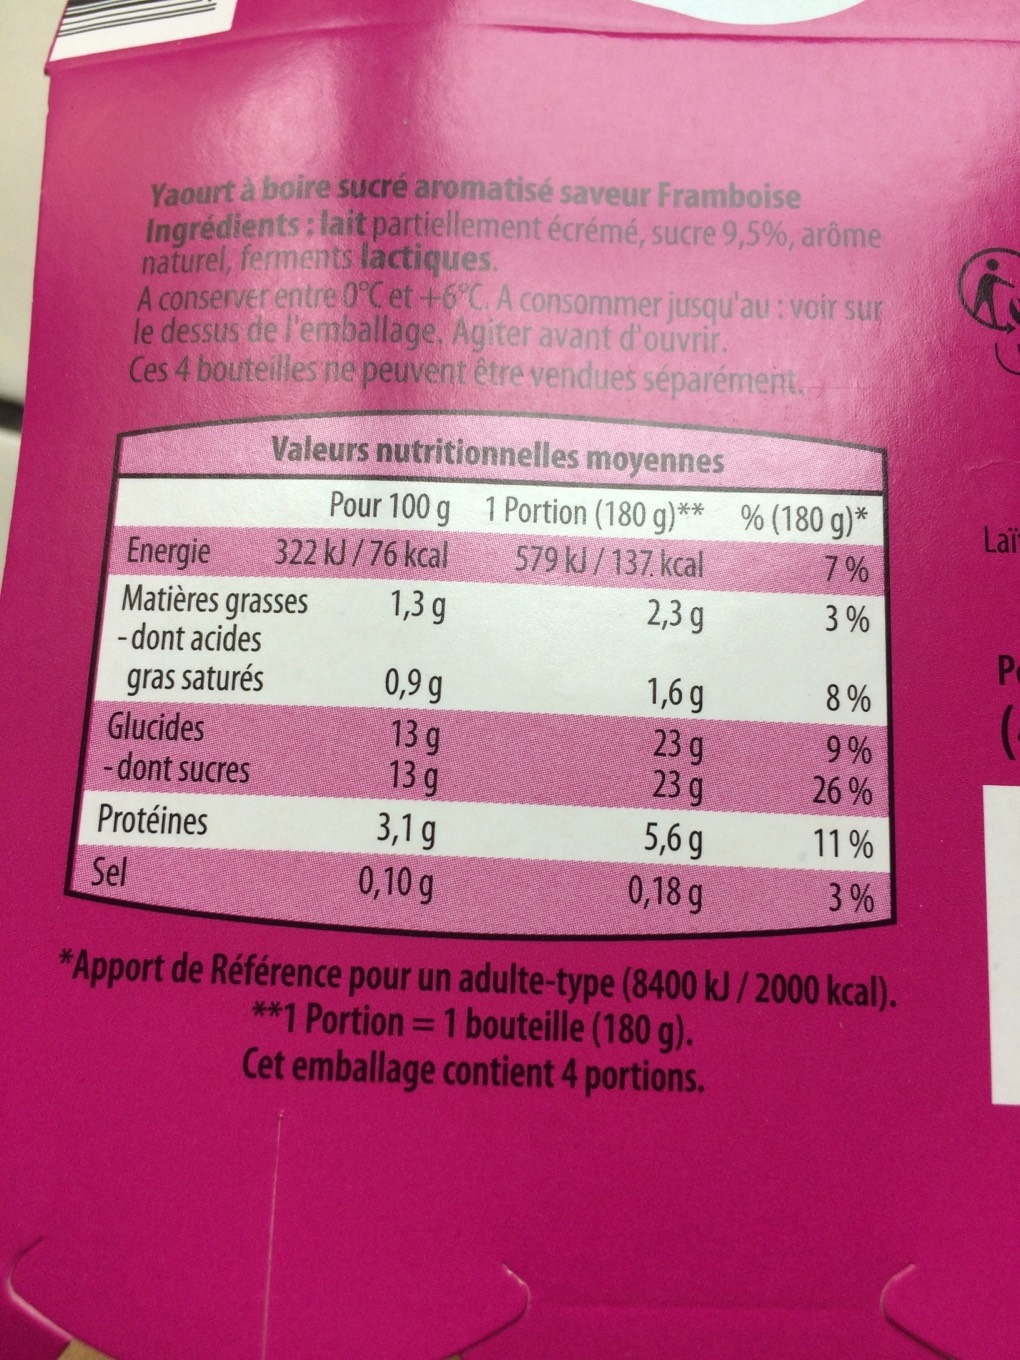 Yaourt à boire sucré aromatisé saveur Framboise
Ingrédients : lait partiellement écrémé, sucre 9,5%, arôme
naturel, ferments lactiques.
A conserver entre 0°C et +6°C. A consommer jusqu'au : voir sur
le dessus de l'emballage. Agiter avant d'ouvrir.
Ces 4 bouteilles ne peuvent être vendues séparément.
Valeurs nutritionnelles moyennes
Pour 100 g 1 Portion (180 g)** % (180 g)*
Energie 322 kJ / 76 kcal 579 kJ / 137 kcal 7 %
Matières grasses 1,3 g 2,3 g 3 %
- dont acides
gras saturés 0,9 g 1,6 g 8 %
Glucides 13 g 23 g 9 %
- dont sucres 13 g 23 g 26 %
Protéines 3,1 g 5,6 g 11 %
Sel 0,10 g 0,18 g 3 %
*Apport de Référence pour un adulte-type (8400 kJ / 2000 kcal).
**1 Portion = 1 bouteille (180 g).
Cet emballage contient 4 portions.